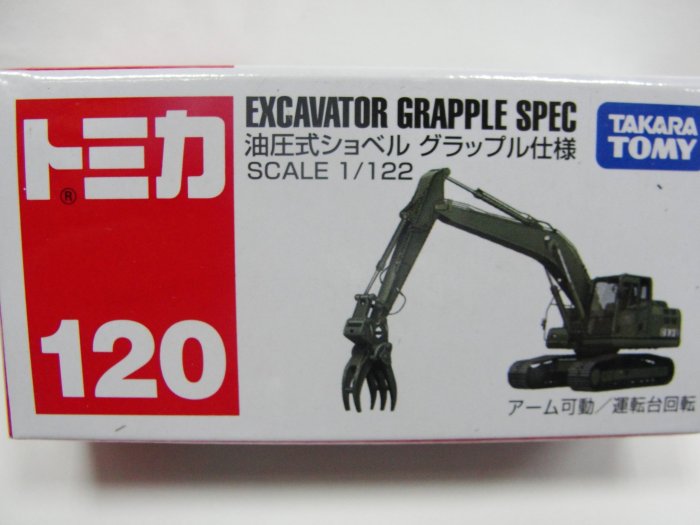 トミカ
®
120
EXCAVATOR GRAPPLE SPEC
油圧式ショベル グラップル仕様
SCALE 1/122
TAKARA
TOMY
アーム可動/運転台回転